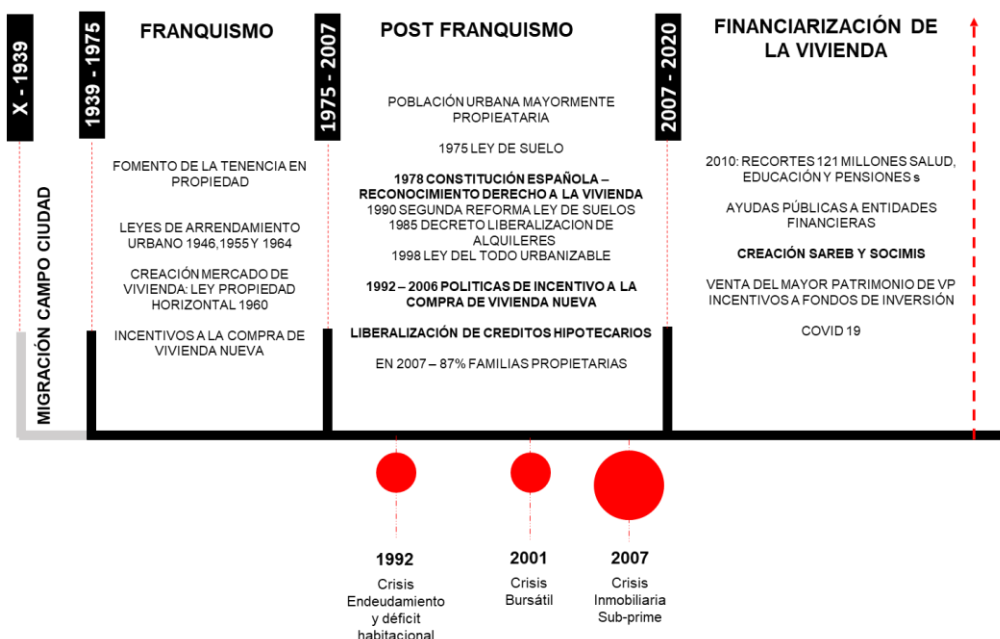 X - 1939
MIGRACIÓN CAMPO CIUDAD
1939 - 1975
FRANQUISMO
FOMENTO DE LA TENENCIA EN
PROPIEDAD
LEYES DE ARRENDAMIENTO
URBANO 1946,1955 Y 1964
CREACIÓN MERCADO DE
VIVIENDA: LEY PROPIEDAD
HORIZONTAL 1960
INCENTIVOS A LA COMPRA DE
VIVIENDA NUEVA
1975 - 2007
POST FRANQUISMO
POBLACIÓN URBANA MAYORMENTE
PROPIEATARIA
1975 LEY DE SUELO
1978 CONSTITUCIÓN ESPAÑOLA –
RECONOCIMIENTO DERECHO A LA VIVIENDA
1990 SEGUNDA REFORMA LEY DE SUELOS
1985 DECRETO LIBERALIZACION DE
ALQUILERES
1998 LEY DEL TODO URBANIZABLE
1992 – 2006 POLITICAS DE INCENTIVO A LA
COMPRA DE VIVIENDA NUEVA
LIBERALIZACIÓN DE CREDITOS HIPOTECARIOS
EN 2007 – 87% FAMILIAS PROPIETARIAS
2007 - 2020
FINANCIARIZACIÓN DE
LA VIVIENDA
2010: RECORTES 121 MILLONES SALUD,
EDUCACIÓN Y PENSIONES s
AYUDAS PÚBLICAS A ENTIDADES
FINANCIERAS
CREACIÓN SAREB Y SOCIMIS
VENTA DEL MAYOR PATRIMONIO DE VP
INCENTIVOS A FONDOS DE INVERSIÓN
COVID 19
1992
Crisis
Endeudamiento
y déficit
habitacional
2001
Crisis
Bursátil
2007
Crisis
Inmobiliaria
Sub-prime